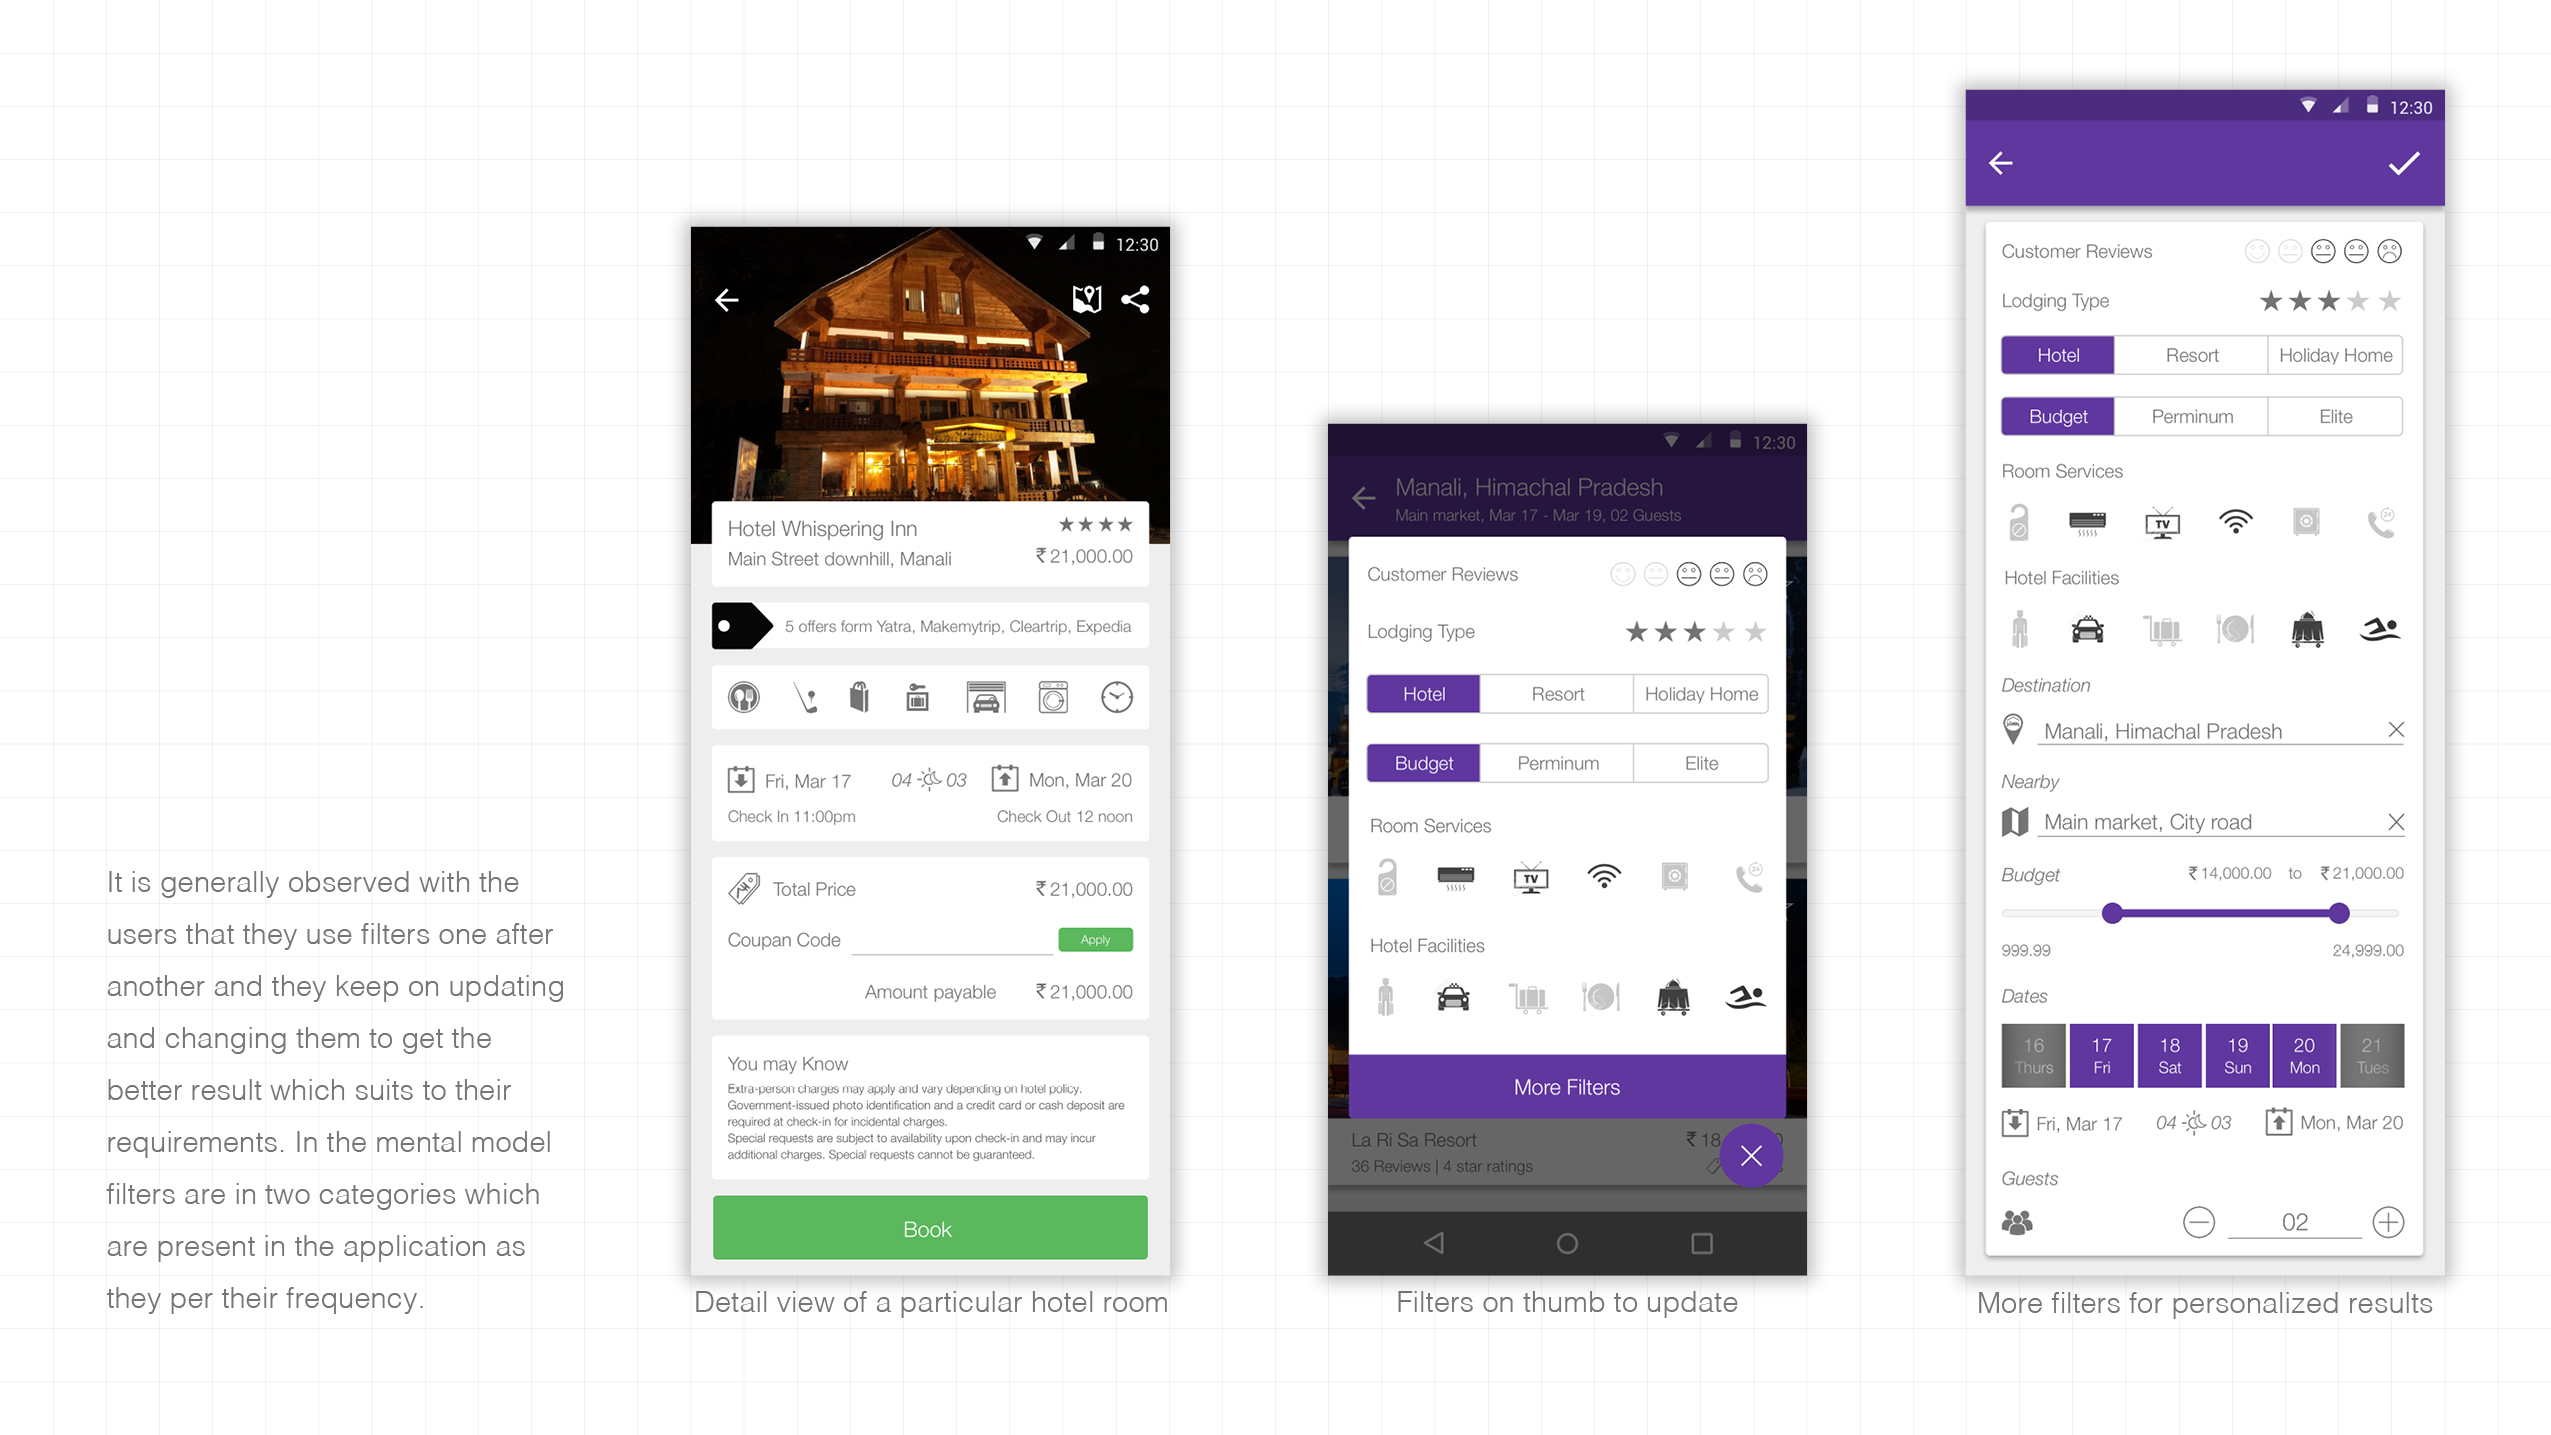 It is generally observed with the
users that they use filters one after
another and they keep on updating
and changing them to get the
better result which suits to their
requirements. In the mental model
filters are in two categories which
are present in the application as
they per their frequency.
12:30
Hotel Whispering Inn
Main Street downhill, Manali
₹ 21,000.00
5 offers form Yatra, Makemytrip, Cleartrip, Expedia
Fri, Mar 17
04 03
Mon, Mar 20
Check In 11:00pm
Check Out 12 noon
Total Price
₹ 21,000.00
Coupan Code
Apply
Amount payable
₹ 21,000.00
You may Know
Extra-person charges may apply and vary depending on hotel policy.
Government-issued photo identification and a credit card or cash deposit are
required at check-in for incidental charges.
Special requests are subject to availability upon check-in and may incur
additional charges. Special requests cannot be guaranteed.
Book
Detail view of a particular hotel room
12:30
Manali, Himachal Pradesh
Main market, Mar 17 - Mar 19, 02 Guests
Customer Reviews
Lodging Type
Hotel
Resort
Holiday Home
Budget
Perminum
Elite
Room Services
TV
24
Hotel Facilities
More Filters
La Ri Sa Resort
₹ 18
36 Reviews | 4 star ratings
Filters on thumb to update
12:30
Customer Reviews
Lodging Type
Hotel
Resort
Holiday Home
Budget
Perminum
Elite
Room Services
TV
24
Hotel Facilities
Destination
Manali, Himachal Pradesh
Nearby
Main market, City road
Budget
₹ 14,000.00 to ₹ 21,000.00
999.99
24,999.00
Dates
16 17 18 19 20 21
Thurs Fri Sat Sun Mon Tues
Fri, Mar 17
04 03
Mon, Mar 20
Guests
02
More filters for personalized results